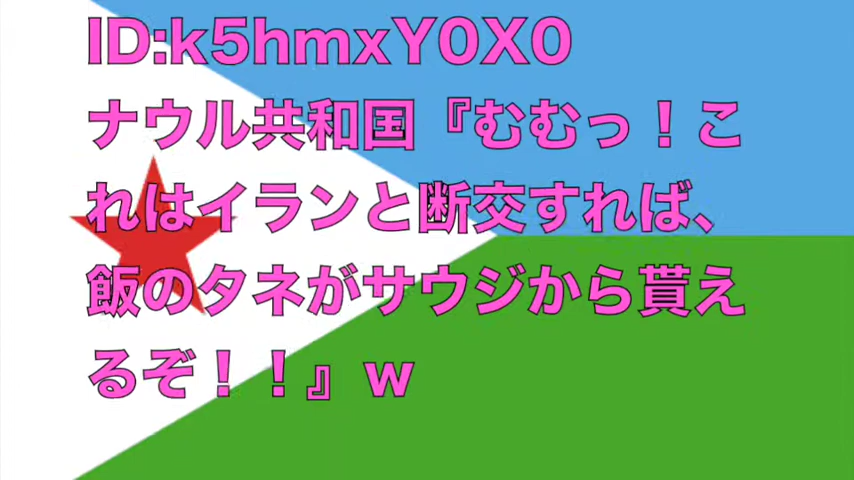 ID:k5hmxY0X0
ナウル共和国『むむっ！こ
れはイランと断交すれば、
飯のタネがサウジから貰え
るぞ！！』ｗ